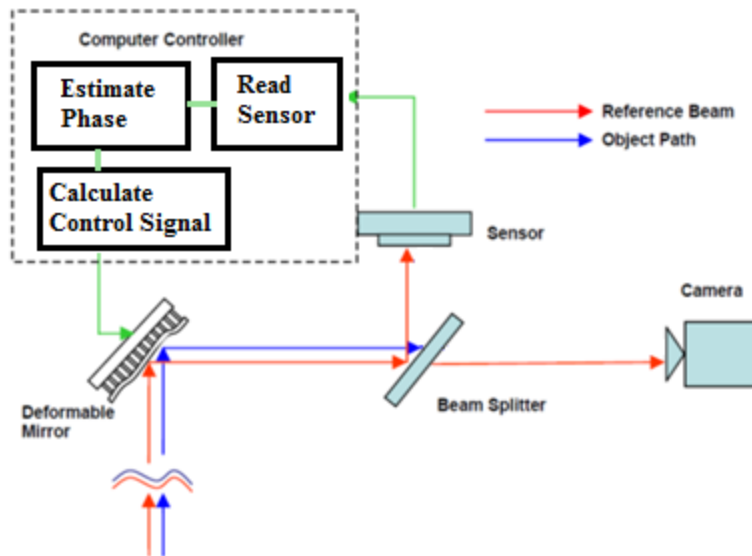 Computer Controller
Estimate
Phase
Read
Sensor
Calculate
Control Signal
Reference Beam
Object Path
Sensor
Camera
Deformable
Mirror
Beam Splitter